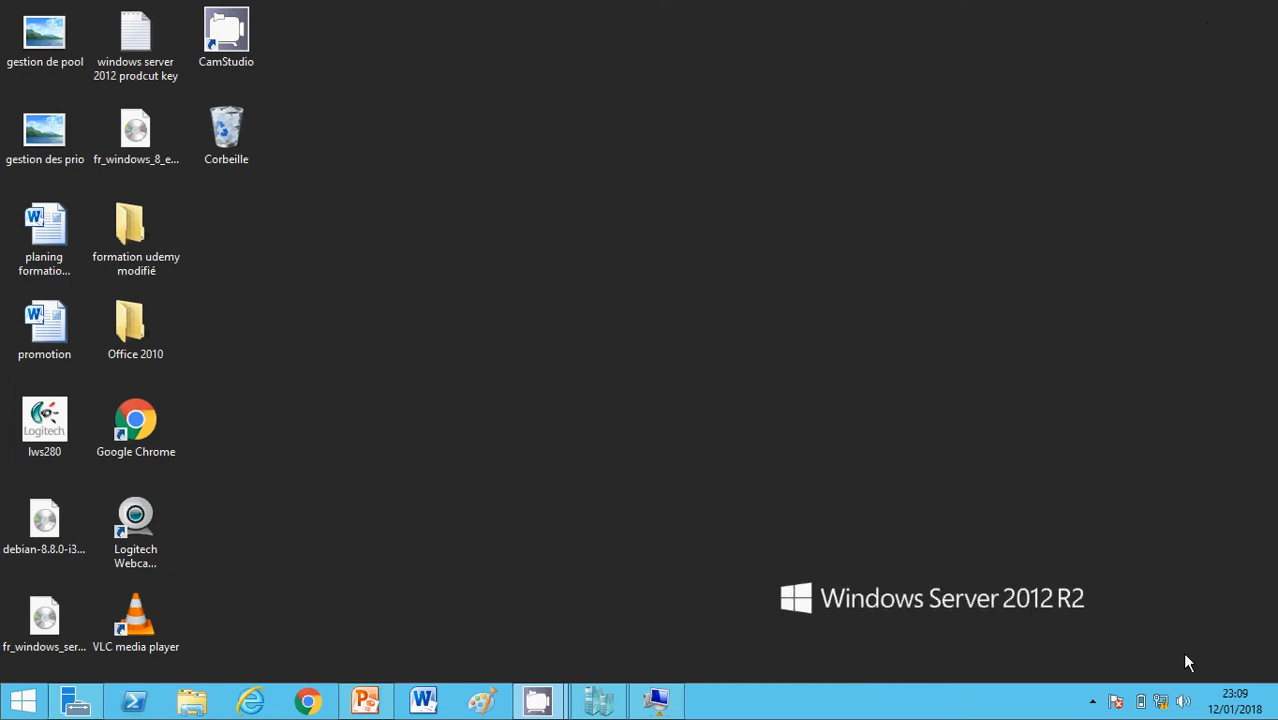 gestion de pool
windows server
2012 prodcut key
CamStudio
gestion des prio
fr_windows_8_e...
Corbeille
planing
formatio...
formation udemy
modifié
promotion
Office 2010
Logitech
lws280
Google Chrome
debian-8.8.0-i3...
Logitech
Webca...
fr_windows_ser...
VLC media player
Windows Server 2012 R2
23:09
12/01/2018